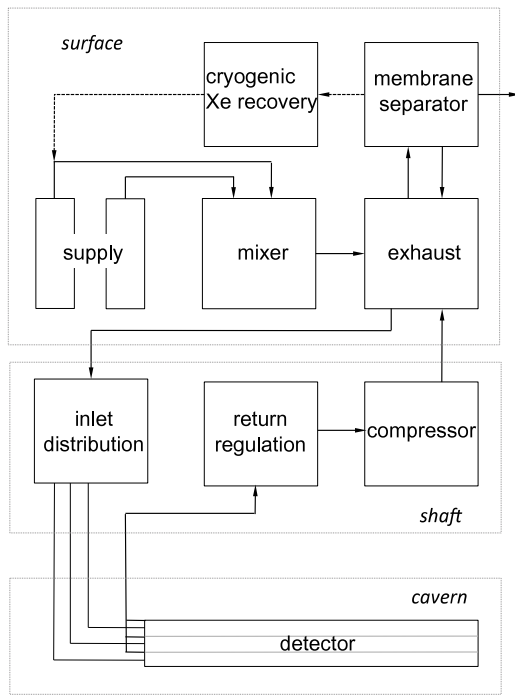 surface
cryogenic
Xe recovery
membrane
separator
supply
mixer
exhaust
inlet
distribution
return
regulation
compressor
shaft
cavern
detector